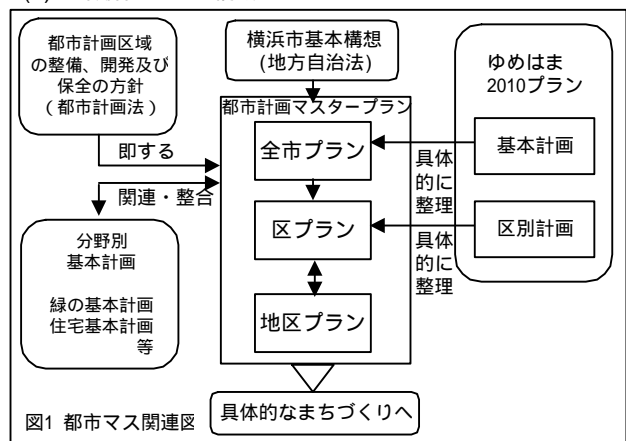 都市計画区域
の整備、開発及び
保全の方針
(都市計画法)
横浜市基本構想
(地方自治法)
ゆめはま
2010プラン
都市計画マスタープラン
全市プラン
基本計画
具体
的に
整理
即する
関連・整合
区プラン
区別計画
具体
的に
整理
分野別
基本計画
緑の基本計画
住宅基本計画
等
地区プラン
具体的なまちづくりへ
図1 都市マス関連図